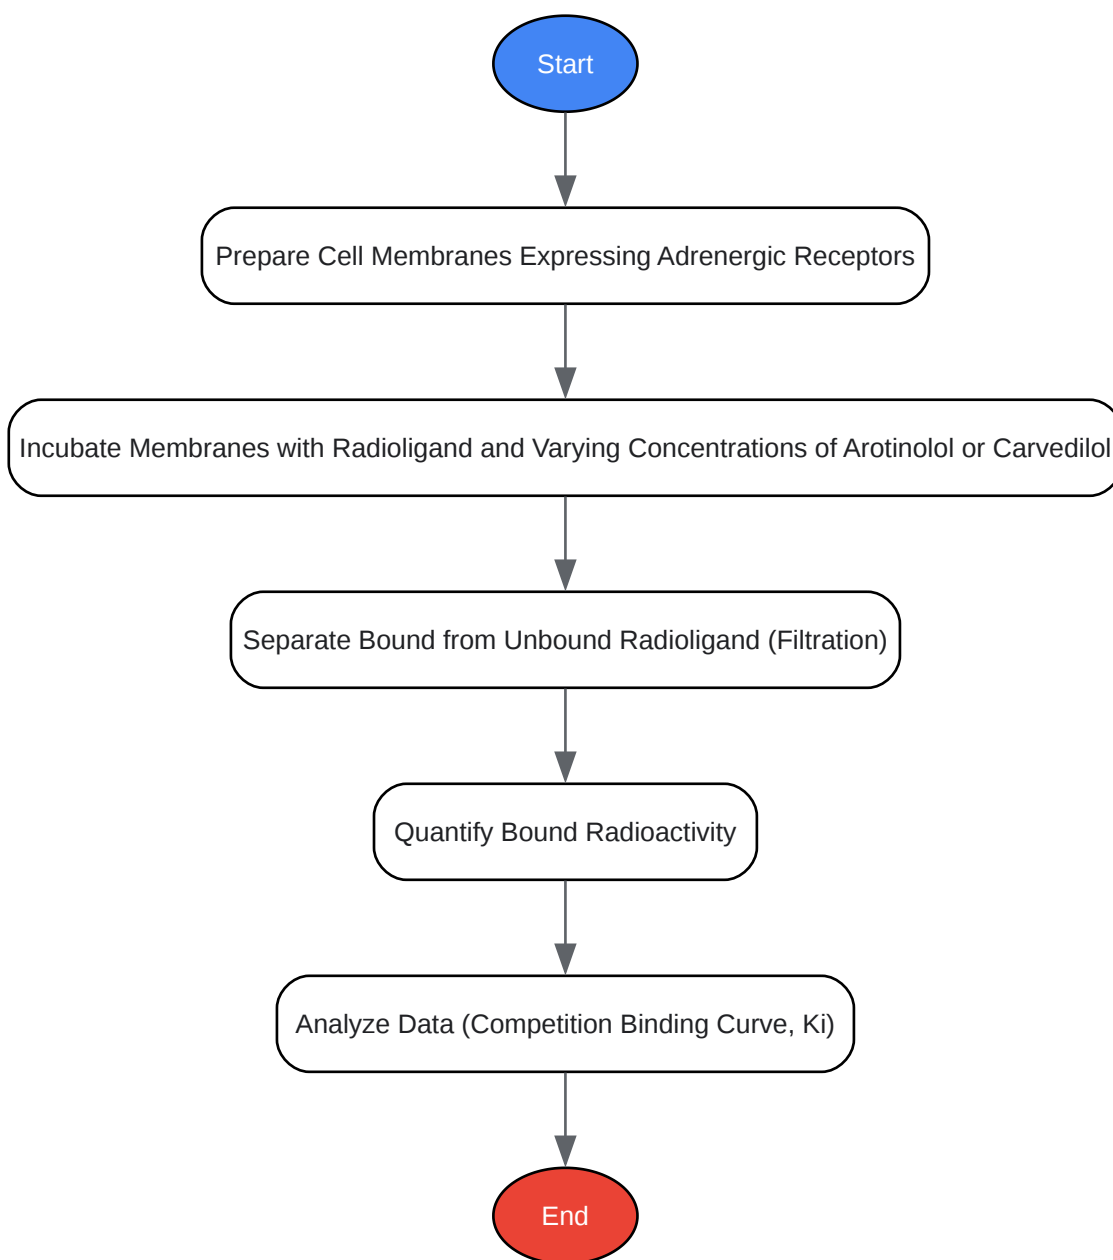 Start
Prepare Cell Membranes Expressing Adrenergic Receptors
Incubate Membranes with Radioligand and Varying Concentrations of Arotinolol or Carvedilol
Separate Bound from Unbound Radioligand (Filtration)
Quantify Bound Radioactivity
Analyze Data (Competition Binding Curve, Ki)
End